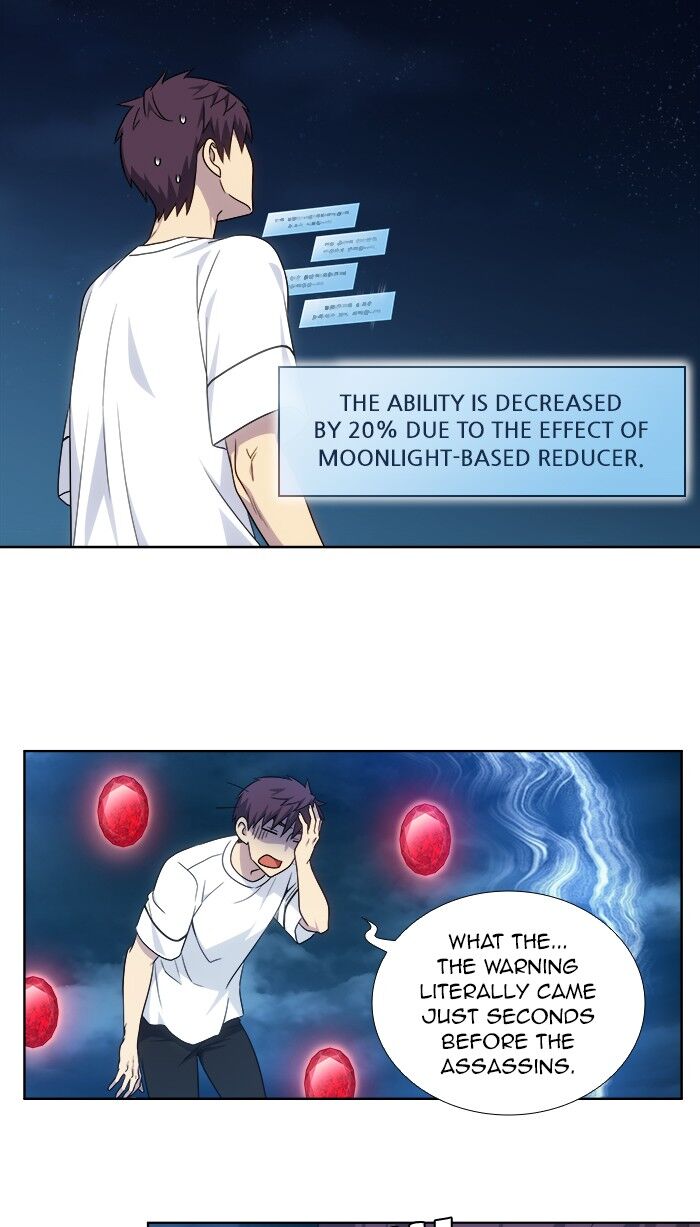 THE ABILITY IS DECREASED
BY 20% DUE TO THE EFFECT OF
MOONLIGHT-BASED REDUCER.
WHAT THE...
THE WARNING
LITERALLY CAME
JUST SECONDS
BEFORE THE
ASSASSINS.